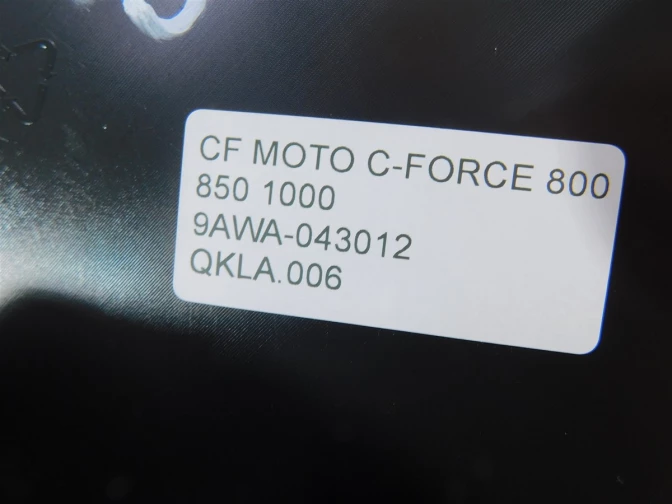 CF MOTO C-FORCE 800
850 1000
9AWA-043012
QKLA.006